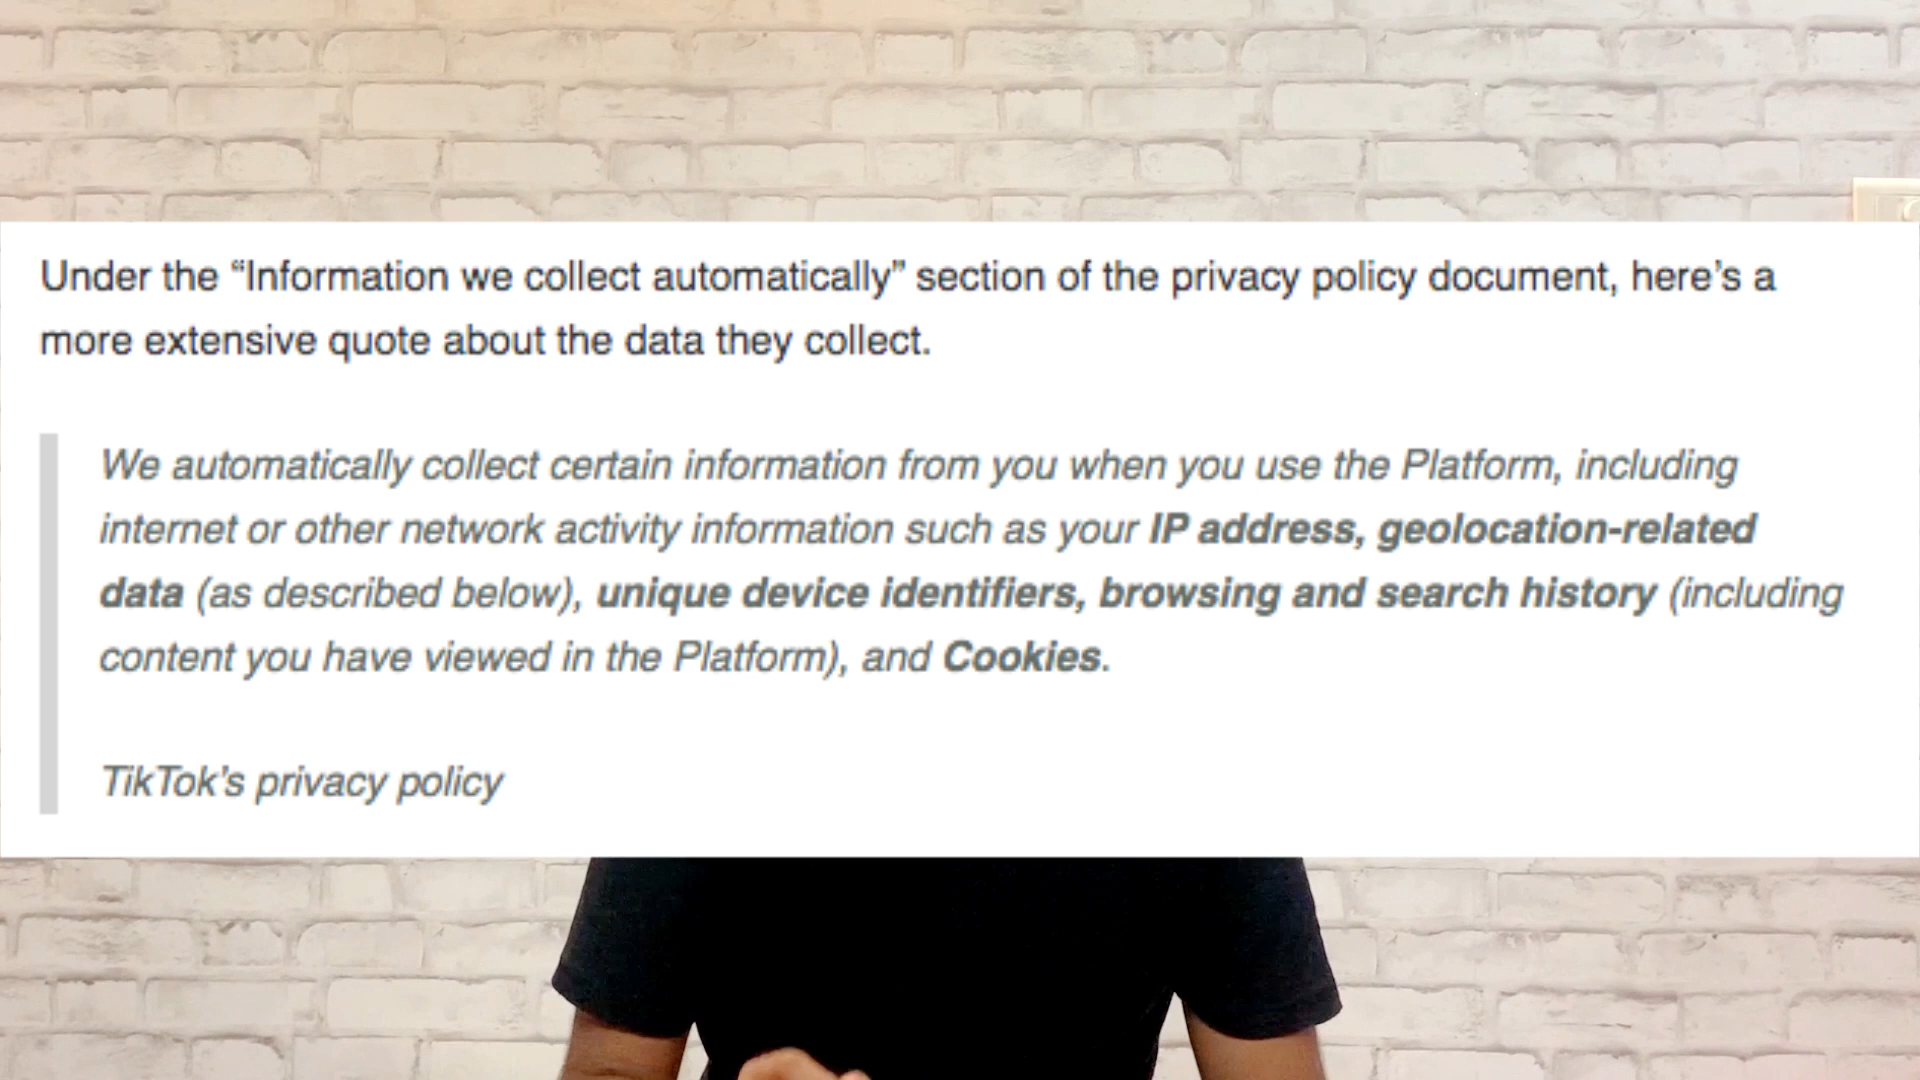 Under the “Information we collect automatically” section of the privacy policy document, here’s a
more extensive quote about the data they collect.
We automatically collect certain information from you when you use the Platform, including
internet or other network activity information such as your IP address, geolocation-related
data (as described below), unique device identifiers, browsing and search history (including
content you have viewed in the Platform), and Cookies.
TikTok’s privacy policy